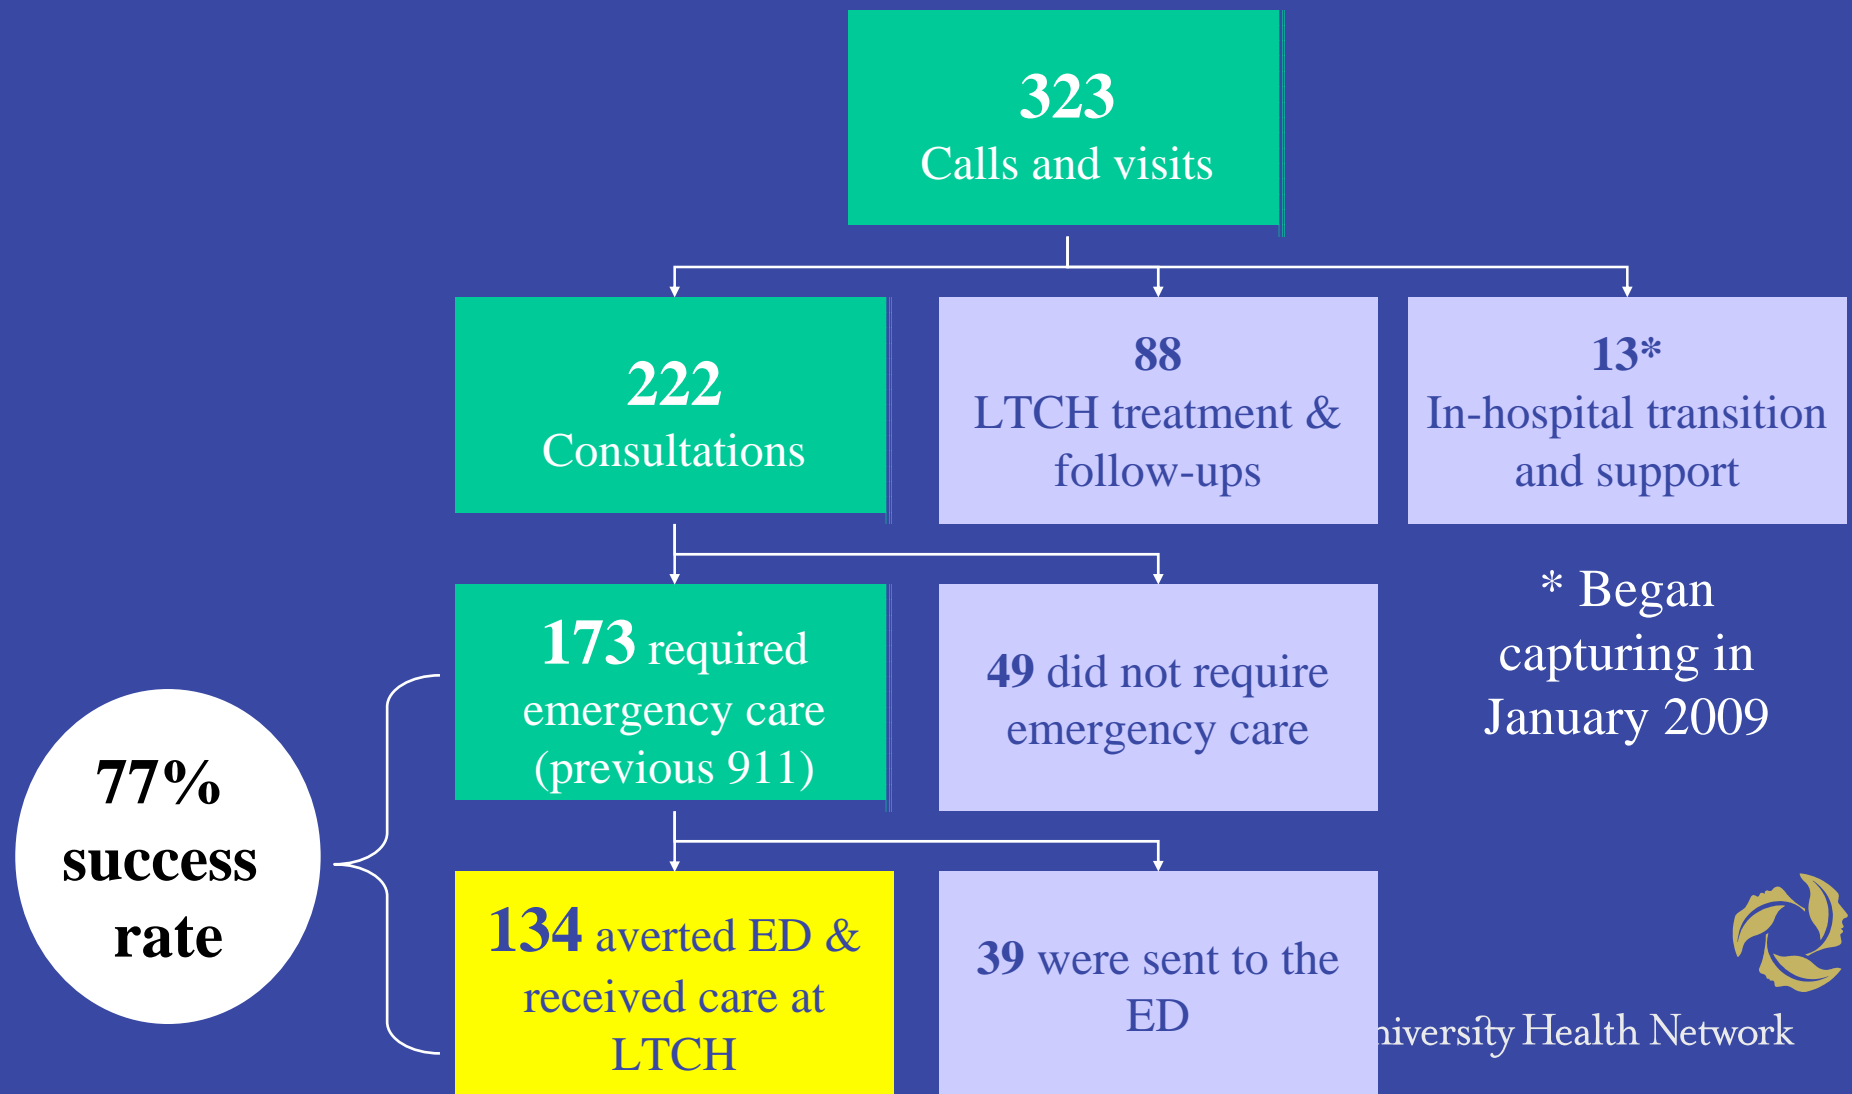 323
Calls and visits
222
Consultations
88
LTCH treatment &
follow-ups
13*
In-hospital transition
and support
173 required
emergency care
(previous 911)
49 did not require
emergency care
* Began
capturing in
January 2009
77%
success
rate
134 averted ED &
received care at
LTCH
39 were sent to the
ED
niversity Health Network